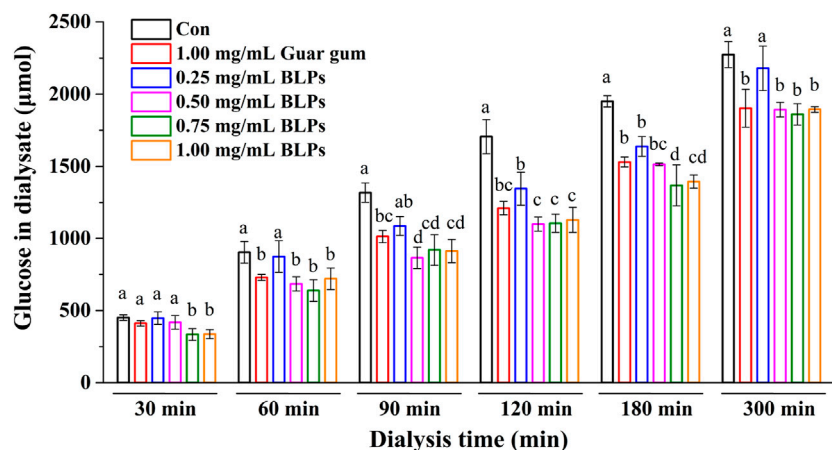 Glucose in dialysate (μmol)
2500
2000
1500
1000
500
0
Con
1.00 mg/mL Guar gum
0.25 mg/mL BLPs
0.50 mg/mL BLPs
0.75 mg/mL BLPs
1.00 mg/mL BLPs
a a a a b b
a b a b b b
a bc ab d cd cd
a bc b c c c
a b b bc d cd
a b a b b b
30 min 60 min 90 min 120 min 180 min 300 min
Dialysis time (min)